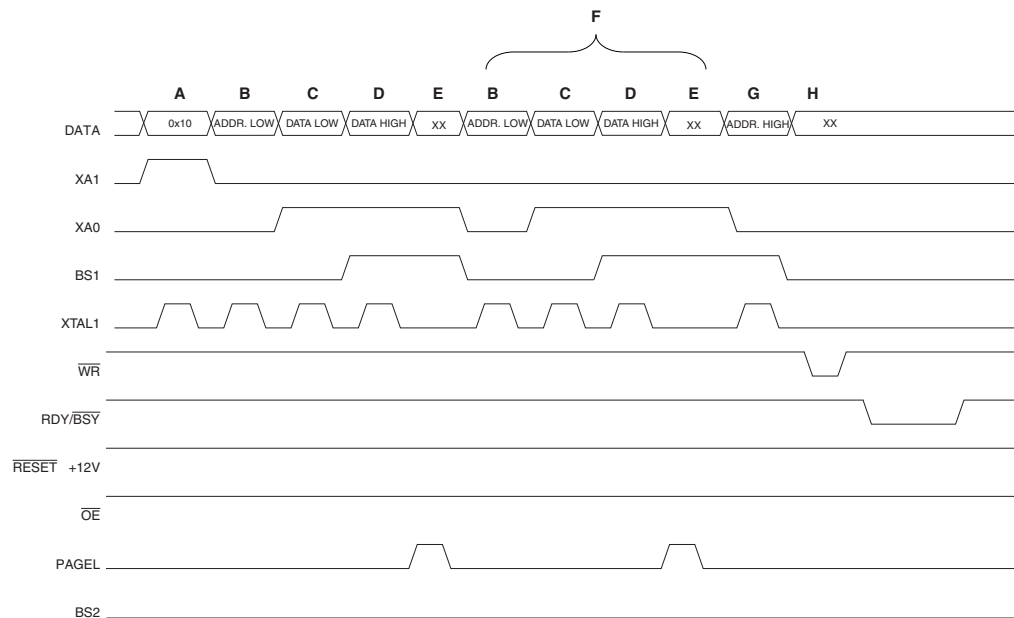 F
A B C D E B C D E G H
DATA 0x10 ADDR. LOW DATA LOW DATA HIGH XX ADDR. LOW DATA LOW DATA HIGH XX ADDR. HIGH XX
XA1
XA0
BS1
XTAL1
WR
RDY/BSY
RESET +12V
OE
PAGEL
BS2